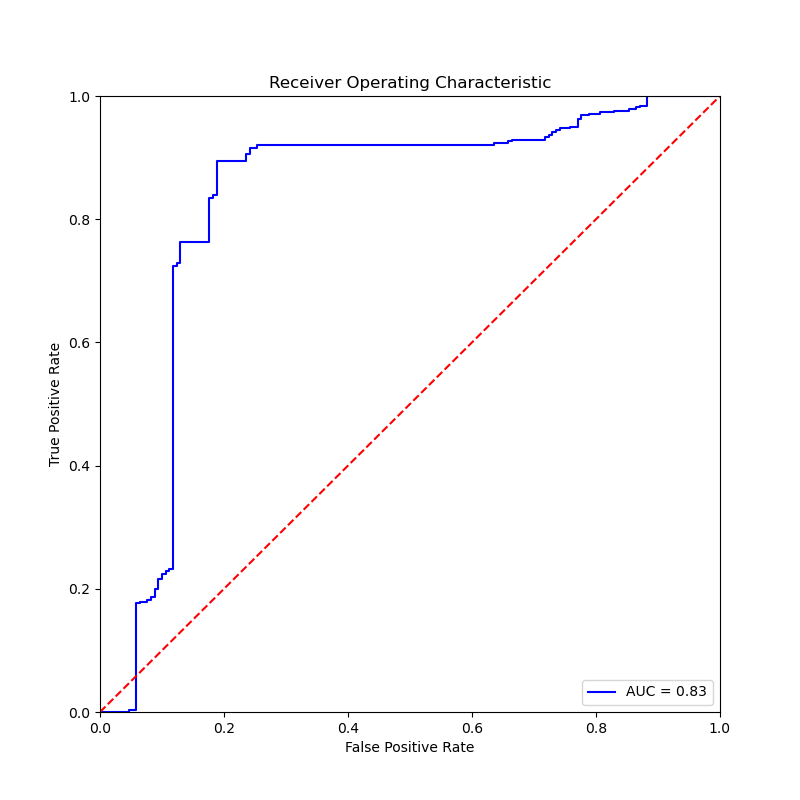 Receiver Operating Characteristic
1.0
0.8
0.6
0.4
0.2
0.0
True Positive Rate
AUC = 0.83
0.0 0.2 0.4 0.6 0.8 1.0
False Positive Rate